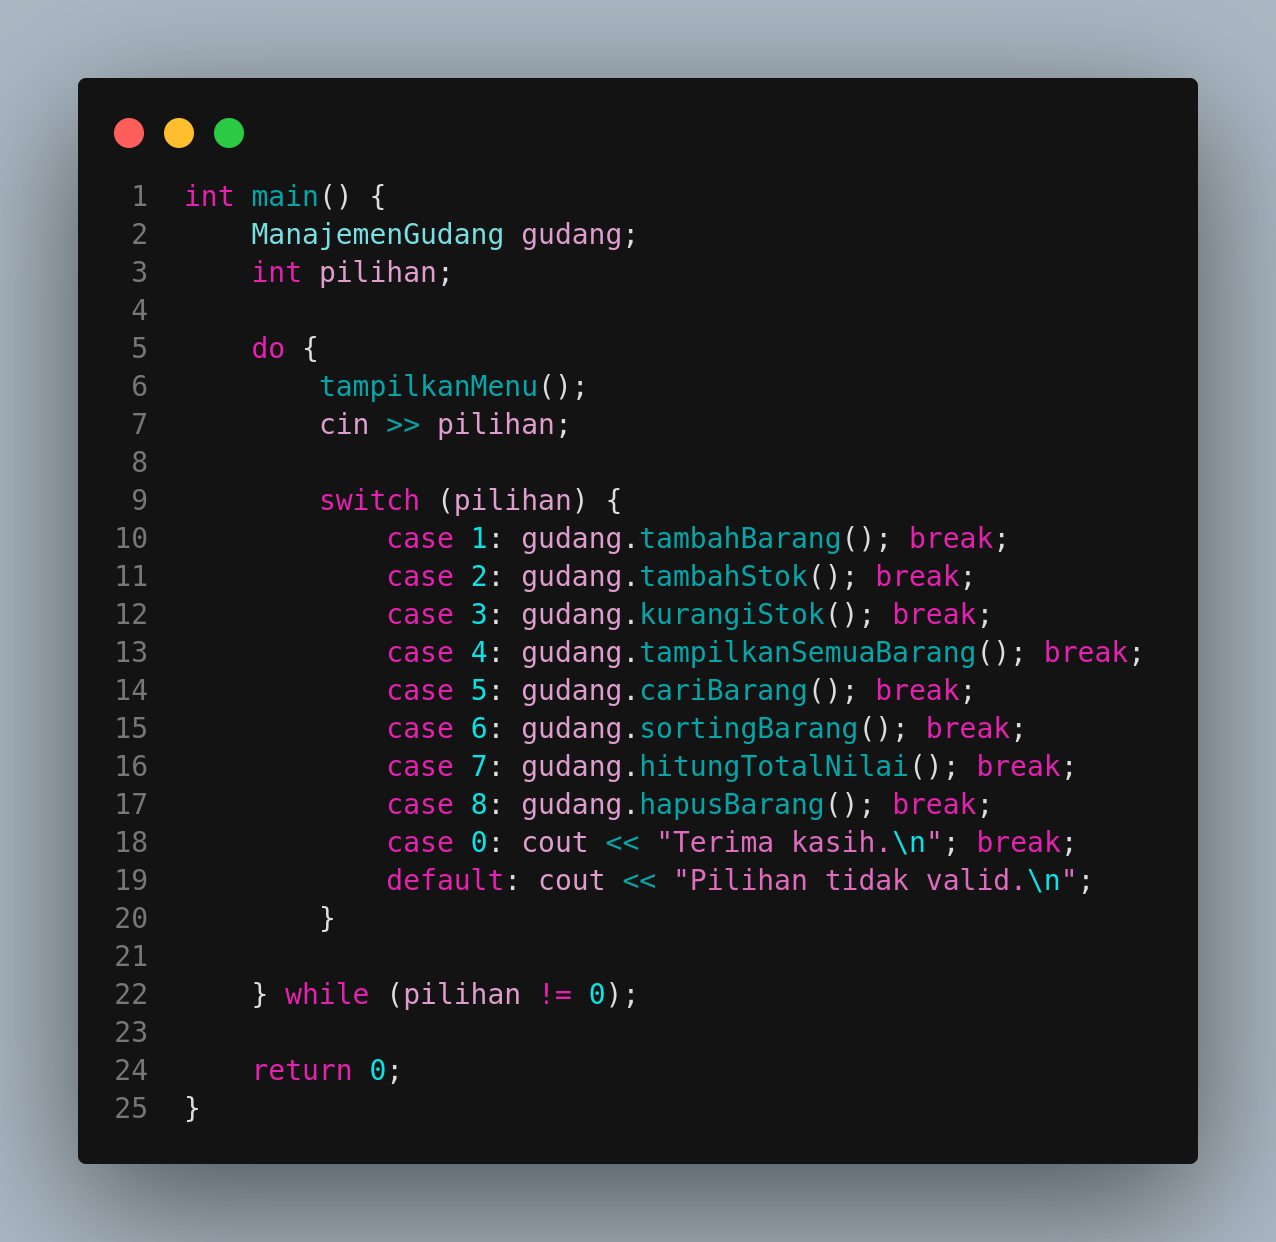 1 int main() {
2     ManajemenGudang gudang;
3     int pilihan;
4
5     do {
6         tampilkanMenu();
7         cin >> pilihan;
8
9         switch (pilihan) {
10             case 1: gudang.tambahBarang(); break;
11             case 2: gudang.tambahStok(); break;
12             case 3: gudang.kurangiStok(); break;
13             case 4: gudang.tampilkanSemuaBarang(); break;
14             case 5: gudang.cariBarang(); break;
15             case 6: gudang.sortingBarang(); break;
16             case 7: gudang.hitungTotalNilai(); break;
17             case 8: gudang.hapusBarang(); break;
18             case 0: cout << "Terima kasih.\n"; break;
19             default: cout << "Pilihan tidak valid.\n";
20         }
21
22     } while (pilihan != 0);
23
24     return 0;
25 }